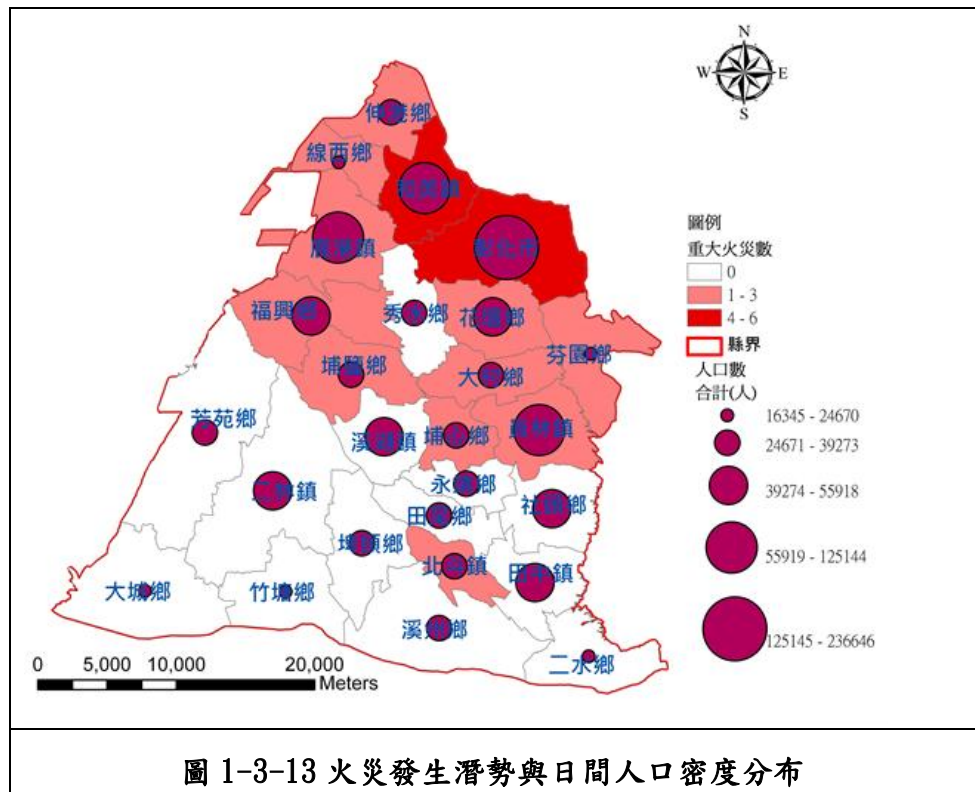 N
W E
S
伸港鄉
線西鄉
和美鎮
鹿港鎮
彰化市
福興鄉
秀水鄉
花壇鄉
芬園鄉
埔鹽鄉
大村鄉
芳苑鄉
溪湖鎮
埔心鄉
員林鎮
二林鎮
永靖鄉
社頭鄉
田尾鄉
埤頭鄉
北斗鎮
田中鎮
大城鄉
竹塘鄉
溪州鄉
二水鄉
圖例
重大火災數
0
1 - 3
4 - 6
縣界
人口數
合計(人)
16345 - 24670
24671 - 39273
39274 - 55918
55919 - 125144
125145 - 236646
0 5,000 10,000 20,000
Meters
圖 1-3-13 火災發生潛勢與日間人口密度分布